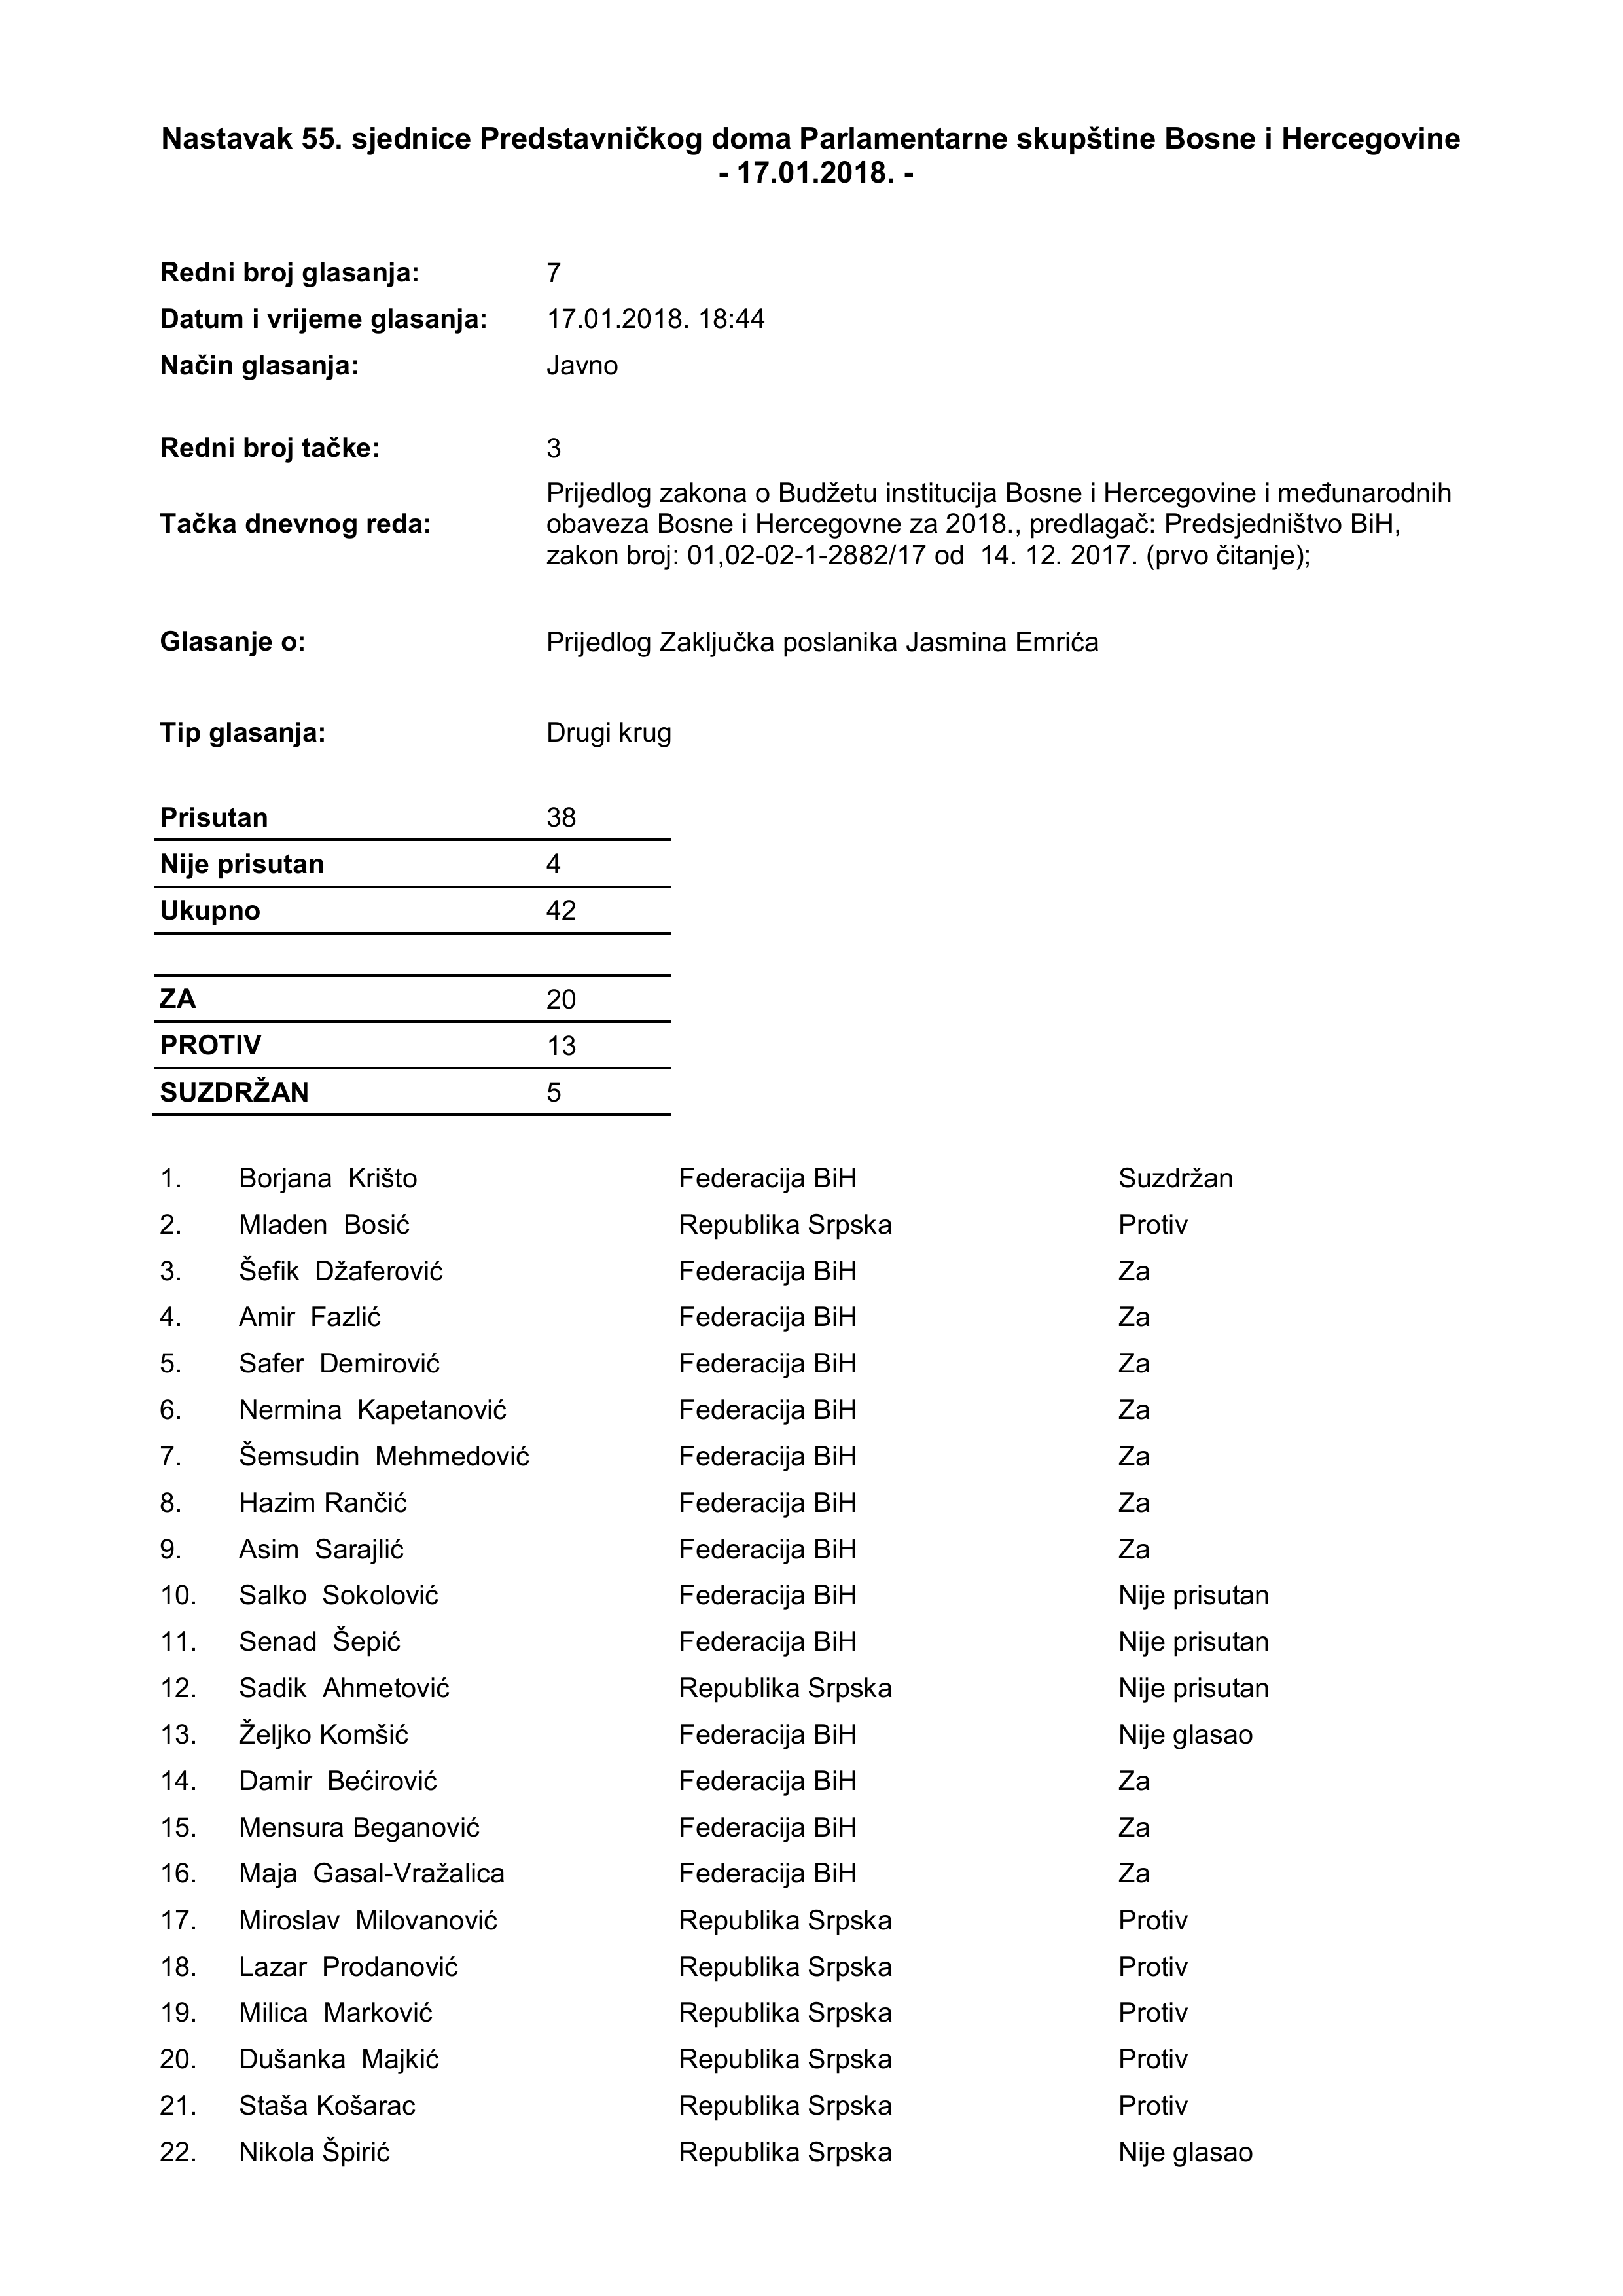 Nastavak 55. sjednice Predstavničkog doma Parlamentarne skupštine Bosne i Hercegovine
- 17.01.2018. -
Redni broj glasanja: 7
Datum i vrijeme glasanja: 17.01.2018. 18:44
Način glasanja: Javno
Redni broj tačke: 3
Tačka dnevnog reda: Prijedlog zakona o Budžetu institucija Bosne i Hercegovine i međunarodnih
obaveza Bosne i Hercegovne za 2018., predlagač: Predsjedništvo BiH,
zakon broj: 01,02-02-1-2882/17 od 14. 12. 2017. (prvo čitanje);
Glasanje o: Prijedlog Zaključka poslanika Jasmina Emrića
Tip glasanja: Drugi krug
Prisutan 38
Nije prisutan 4
Ukupno 42
ZA 20
PROTIV 13
SUZDRŽAN 5
1. Borjana Krišto Federacija BiH Suzdržan
2. Mladen Bosić Republika Srpska Protiv
3. Šefik Džaferović Federacija BiH Za
4. Amir Fazlić Federacija BiH Za
5. Safer Demirović Federacija BiH Za
6. Nermina Kapetanović Federacija BiH Za
7. Šemsudin Mehmedović Federacija BiH Za
8. Hazim Rančić Federacija BiH Za
9. Asim Sarajlić Federacija BiH Za
10. Salko Sokolović Federacija BiH Nije prisutan
11. Senad Šepić Federacija BiH Nije prisutan
12. Sadik Ahmetović Republika Srpska Nije prisutan
13. Željko Komšić Federacija BiH Nije glasao
14. Damir Bećirović Federacija BiH Za
15. Mensura Beganović Federacija BiH Za
16. Maja Gasal-Vražalica Federacija BiH Za
17. Miroslav Milovanović Republika Srpska Protiv
18. Lazar Prodanović Republika Srpska Protiv
19. Milica Marković Republika Srpska Protiv
20. Dušanka Majkić Republika Srpska Protiv
21. Staša Košarac Republika Srpska Protiv
22. Nikola Špirić Republika Srpska Nije glasao